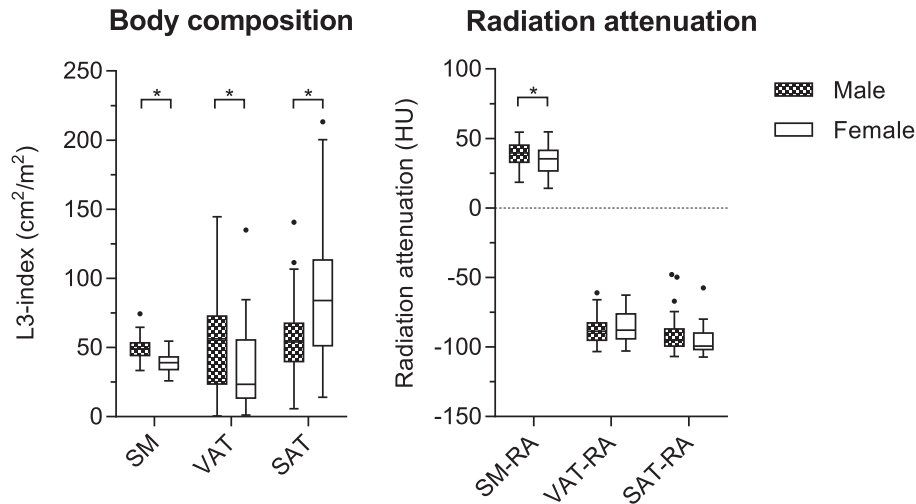 Body composition
L3-index (cm²/m²)
250
200
150
100
50
0
*
*
*
SM
VAT
SAT
Radiation attenuation
Radiation attenuation (HU)
100
50
0
-50
-100
-150
*
SM-RA
VAT-RA
SAT-RA
Male
Female